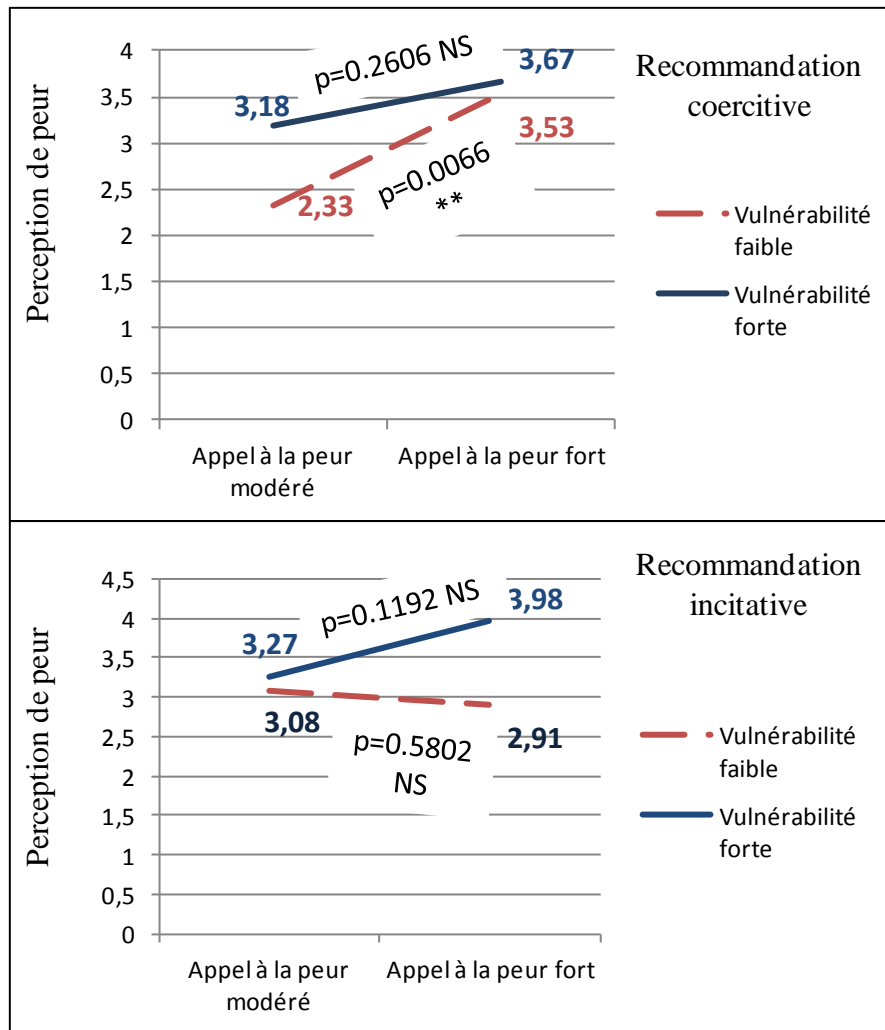 Perception de peur
4
3,5
3
2,5
2
1,5
1
0,5
0
p=0.2606 NS
3,18
3,67
2,33
3,53
p=0.0066
**
Appel à la peur
modéré
Appel à la peur fort
Recommandation
coercitive
Vulnérabilité
faible
Vulnérabilité
forte
Perception de peur
4,5
4
3,5
3
2,5
2
1,5
1
0,5
0
p=0.1192 NS
3,27
3,98
3,08
2,91
p=0.5802
NS
Appel à la peur
modéré
Appel à la peur fort
Recommandation
incitative
Vulnérabilité
faible
Vulnérabilité
forte